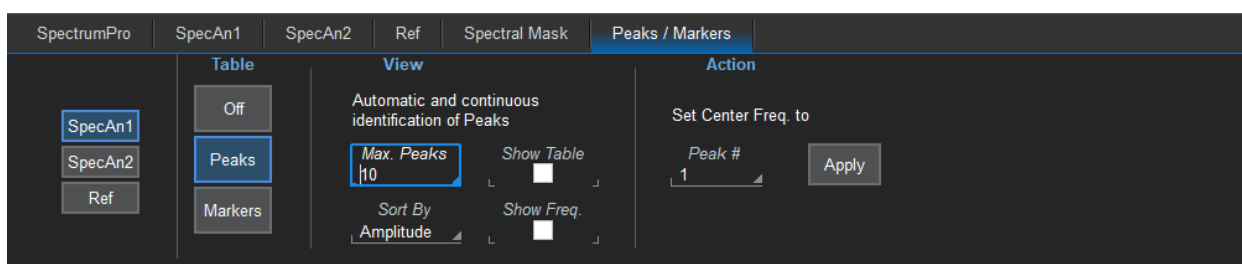 SpectrumPro SpecAn1 SpecAn2 Ref Spectral Mask Peaks / Markers
Table View Action
SpecAn1
SpecAn2
Ref
Off
Peaks
Markers
Automatic and continuous
identification of Peaks
Max. Peaks Show Table
10
Sort By Show Freq.
Amplitude
Set Center Freq. to
Peak #
1
Apply